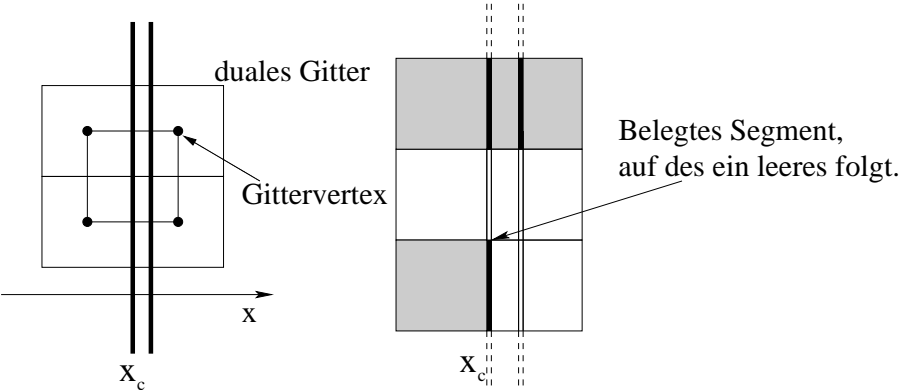 duales Gitter
Gittervertex
x
x_c
Belegtes Segment,
auf des ein leeres folgt.
x_c